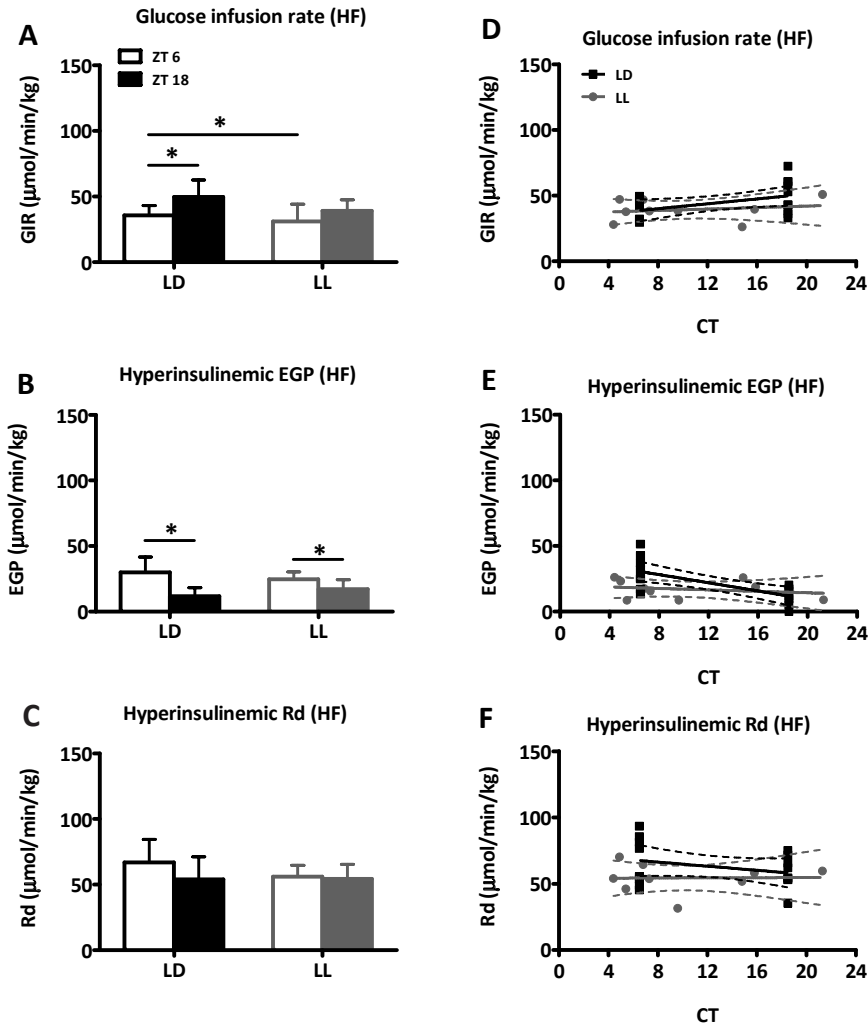 A
Glucose infusion rate (HF)
ZT 6
ZT 18
150
100
50
0
GIR (µmol/min/kg)
*
*
LD
LL
D
Glucose infusion rate (HF)
LD
LL
150
100
50
0
GIR (µmol/min/kg)
0 4 8 12 16 20 24
CT
B
Hyperinsulinemic EGP (HF)
150
100
50
0
EGP (µmol/min/kg)
*
*
LD
LL
E
Hyperinsulinemic EGP (HF)
150
100
50
0
EGP (µmol/min/kg)
0 4 8 12 16 20 24
CT
C
Hyperinsulinemic Rd (HF)
150
100
50
0
Rd (µmol/min/kg)
LD
LL
F
Hyperinsulinemic Rd (HF)
150
100
50
0
Rd (µmol/min/kg)
0 4 8 12 16 20 24
CT